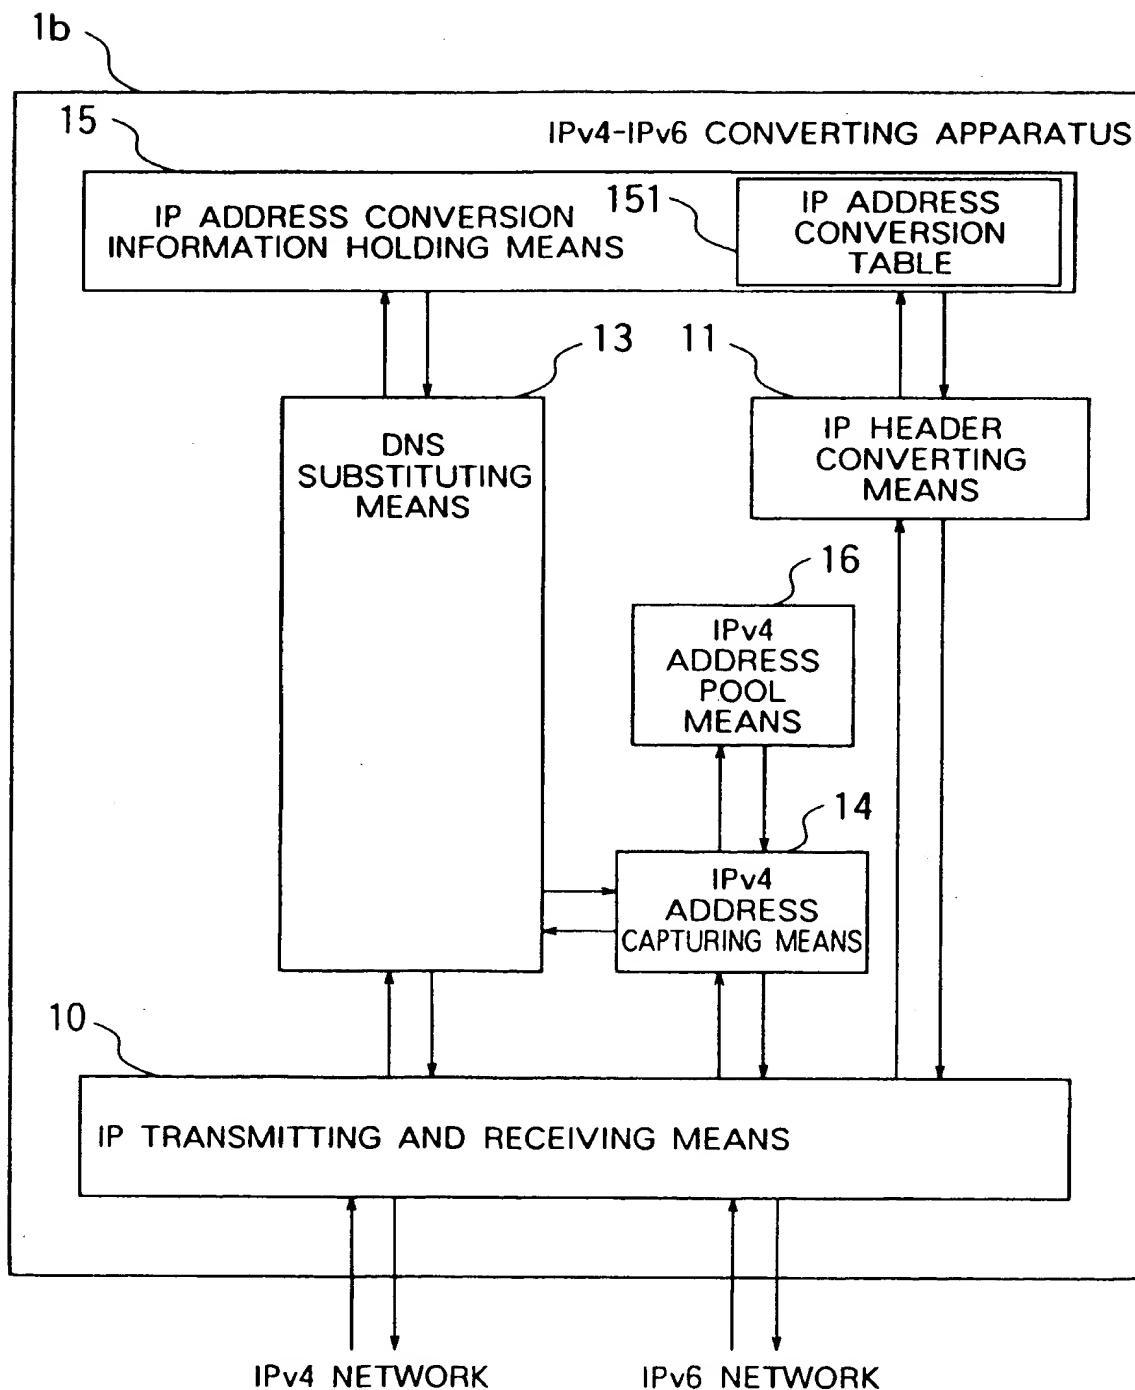 1b
15
IPv4-IPv6 CONVERTING APPARATUS
IP ADDRESS CONVERSION
INFORMATION HOLDING MEANS
151
IP ADDRESS
CONVERSION
TABLE
13
11
DNS
SUBSTITUTING
MEANS
IP HEADER
CONVERTING
MEANS
16
IPv4
ADDRESS
POOL
MEANS
14
IPv4
ADDRESS
CAPTURING MEANS
10
IP TRANSMITTING AND RECEIVING MEANS
IPv4 NETWORK
IPv6 NETWORK